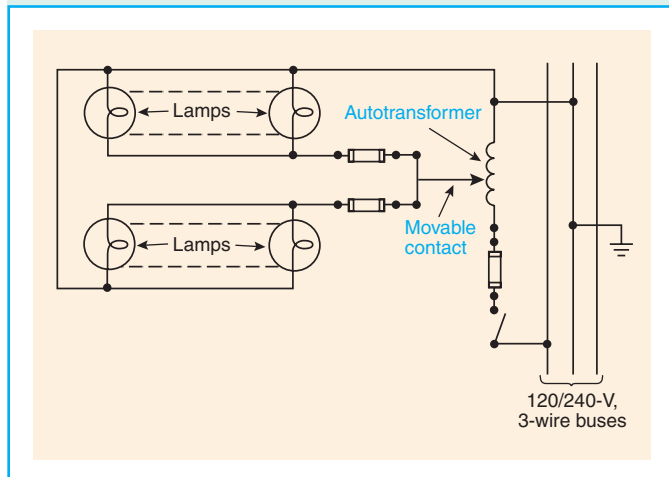 Lamps
Autotransformer
Lamps
Movable
contact
120/240-V,
3-wire buses